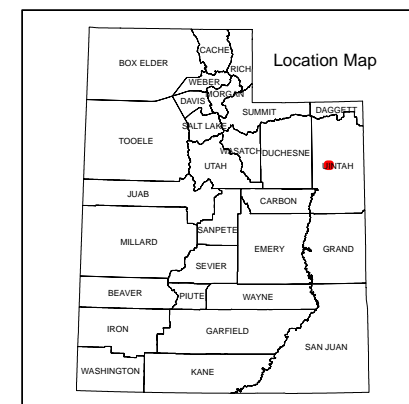 Location Map
CACHE
BOX ELDER
RICH
WEBER
MORGAN
DAVIS
SUMMIT
DAGGETT
SALT LAKE
TOOELE
WASATCH
DUCHESNE
UINTAH
UTAH
JUAB
CARBON
SANPETE
MILLARD
EMERY
GRAND
SEVIER
BEAVER
PIUTE
WAYNE
IRON
GARFIELD
SAN JUAN
WASHINGTON
KANE